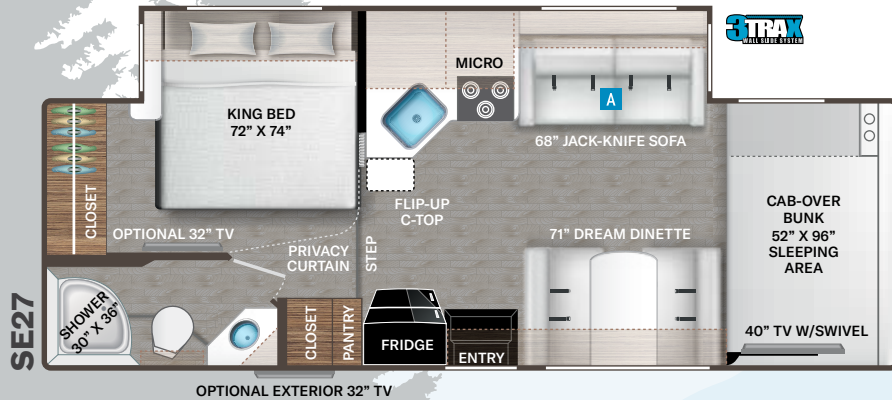 3TRAX
WALL SLIDE SYSTEM
MICRO
KING BED
72” X 74”
A
68” JACK-KNIFE SOFA
CLOSET
FLIP-UP
C-TOP
CAB-OVER
BUNK
52” X 96”
SLEEPING
AREA
OPTIONAL 32” TV
71” DREAM DINETTE
PRIVACY
CURTAIN
STEP
SE27
SHOWER
30” X 36”
CLOSET
PANTRY
FRIDGE
ENTRY
40” TV W/SWIVEL
OPTIONAL EXTERIOR 32” TV